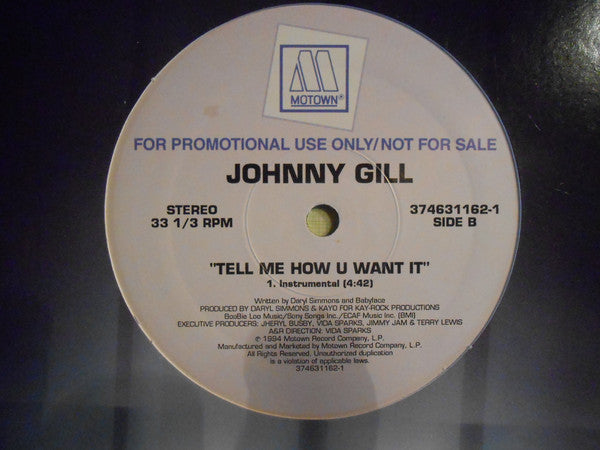 MOTOWN®
FOR PROMOTIONAL USE ONLY/NOT FOR SALE
JOHNNY GILL
STEREO
33 1/3 RPM
374631162-1
SIDE B
"TELL ME HOW U WANT IT"
1. Instrumental (4:42)
Written by Daryl Simmons and Babyface
PRODUCED BY DARYL SIMMONS & KAYO FOR KAY-ROCK PRODUCTIONS
BooBie Loo Music/Sony Songs Inc./ECAF Music Inc. (BMI)
EXECUTIVE PRODUCERS: JHERYL BUSBY, VIDA SPARKS, JIMMY JAM & TERRY LEWIS
A&R DIRECTION: VIDA SPARKS
℗ 1994 Motown Record Company, L.P.
Manufactured and Marketed by Motown Record Company, L.P.
All Rights Reserved. Unauthorized duplication
is a violation of applicable laws.
374631162-1